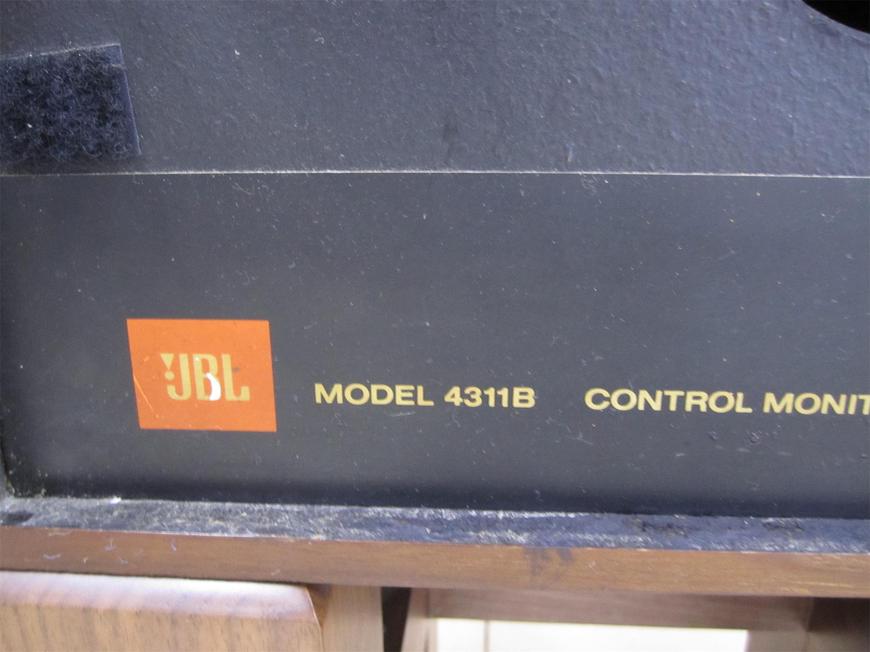 JBL MODEL 4311B CONTROL MONIT